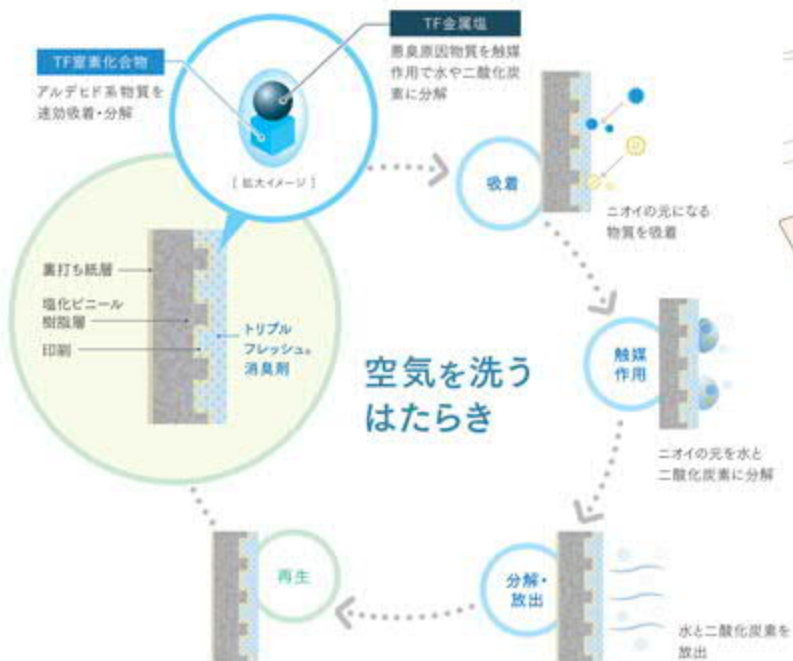 TF金属塩
悪臭原因物質を触媒
作用で水や二酸化炭
素に分解
TF窒素化合物
アルデヒド系物質を
速効吸着・分解
[ 拡大イメージ ]
吸着
ニオイの元になる
物質を吸着
裏打ち紙層
塩化ビニール
樹脂層
印刷
トリプル
フレッシュ®
消臭剤
空気を洗う
はたらき
触媒
作用
ニオイの元を水と
二酸化炭素に分解
分解・
放出
水と二酸化炭素を
放出
再生